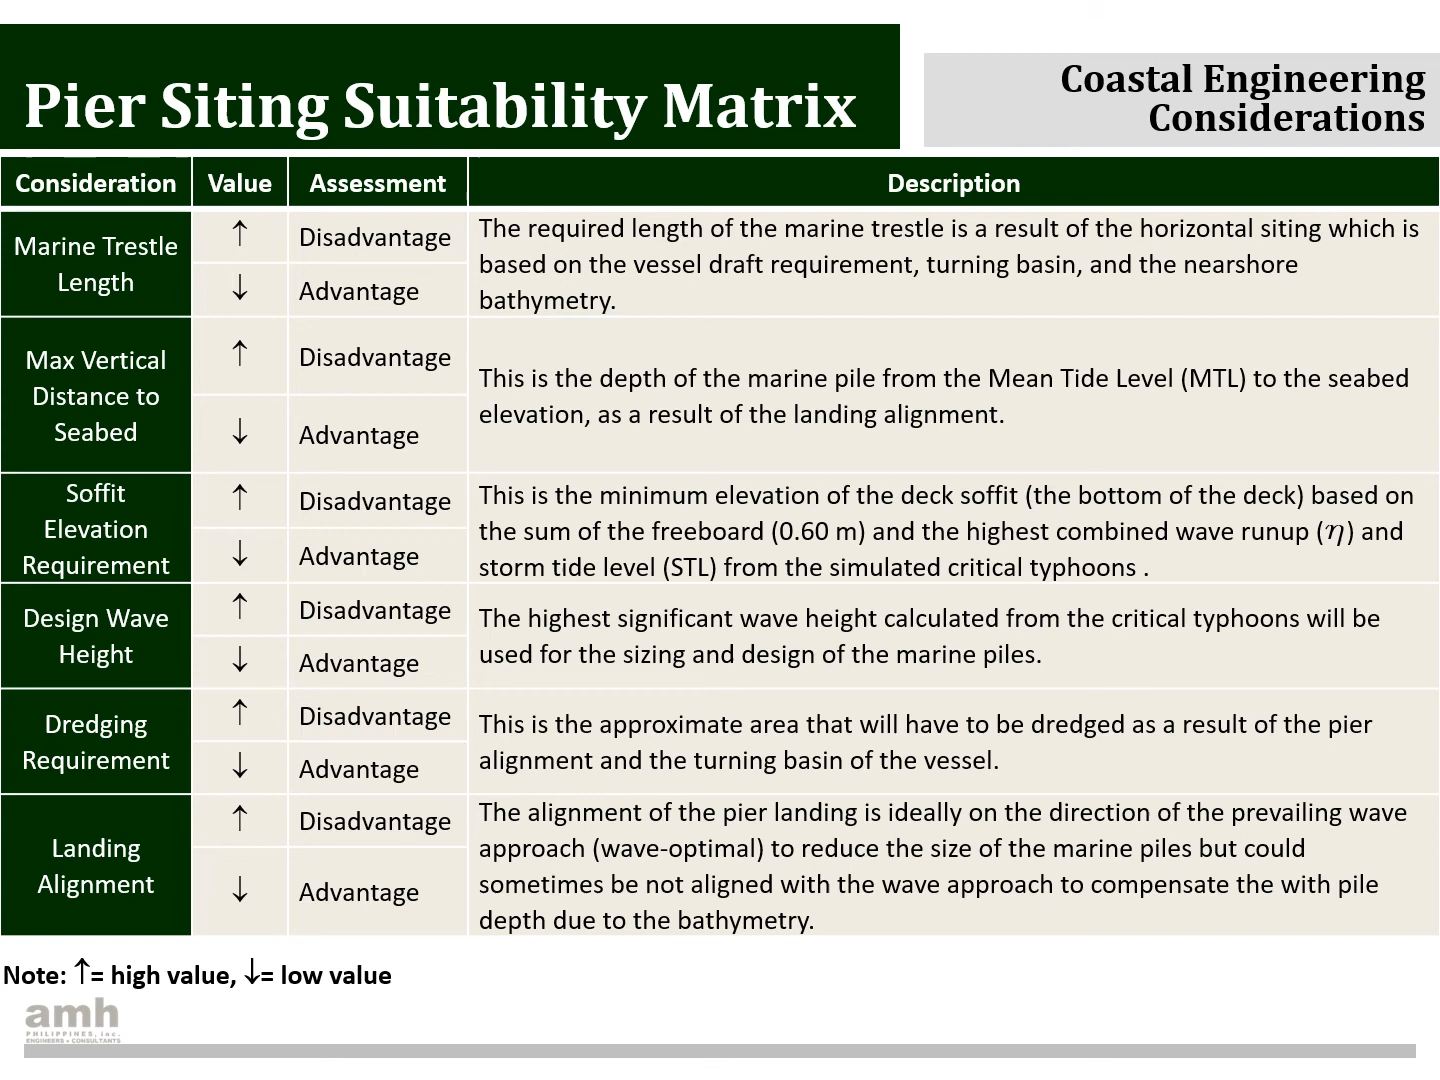 Pier Siting Suitability Matrix
Coastal Engineering
Considerations
Consideration Value Assessment Description
Marine Trestle
Length
↑ Disadvantage
↓ Advantage
The required length of the marine trestle is a result of the horizontal siting which is
based on the vessel draft requirement, turning basin, and the nearshore
bathymetry.
Max Vertical
Distance to
Seabed
↑ Disadvantage
↓ Advantage
This is the depth of the marine pile from the Mean Tide Level (MTL) to the seabed
elevation, as a result of the landing alignment.
Soffit
Elevation
Requirement
↑ Disadvantage
↓ Advantage
This is the minimum elevation of the deck soffit (the bottom of the deck) based on
the sum of the freeboard (0.60 m) and the highest combined wave runup (η) and
storm tide level (STL) from the simulated critical typhoons .
Design Wave
Height
↑ Disadvantage
↓ Advantage
The highest significant wave height calculated from the critical typhoons will be
used for the sizing and design of the marine piles.
Dredging
Requirement
↑ Disadvantage
↓ Advantage
This is the approximate area that will have to be dredged as a result of the pier
alignment and the turning basin of the vessel.
Landing
Alignment
↑ Disadvantage
↓ Advantage
The alignment of the pier landing is ideally on the direction of the prevailing wave
approach (wave-optimal) to reduce the size of the marine piles but could
sometimes be not aligned with the wave approach to compensate the with pile
depth due to the bathymetry.
Note: ↑= high value, ↓= low value
amh
PHILIPPINES, inc.
ENGINEERS • CONSULTANTS